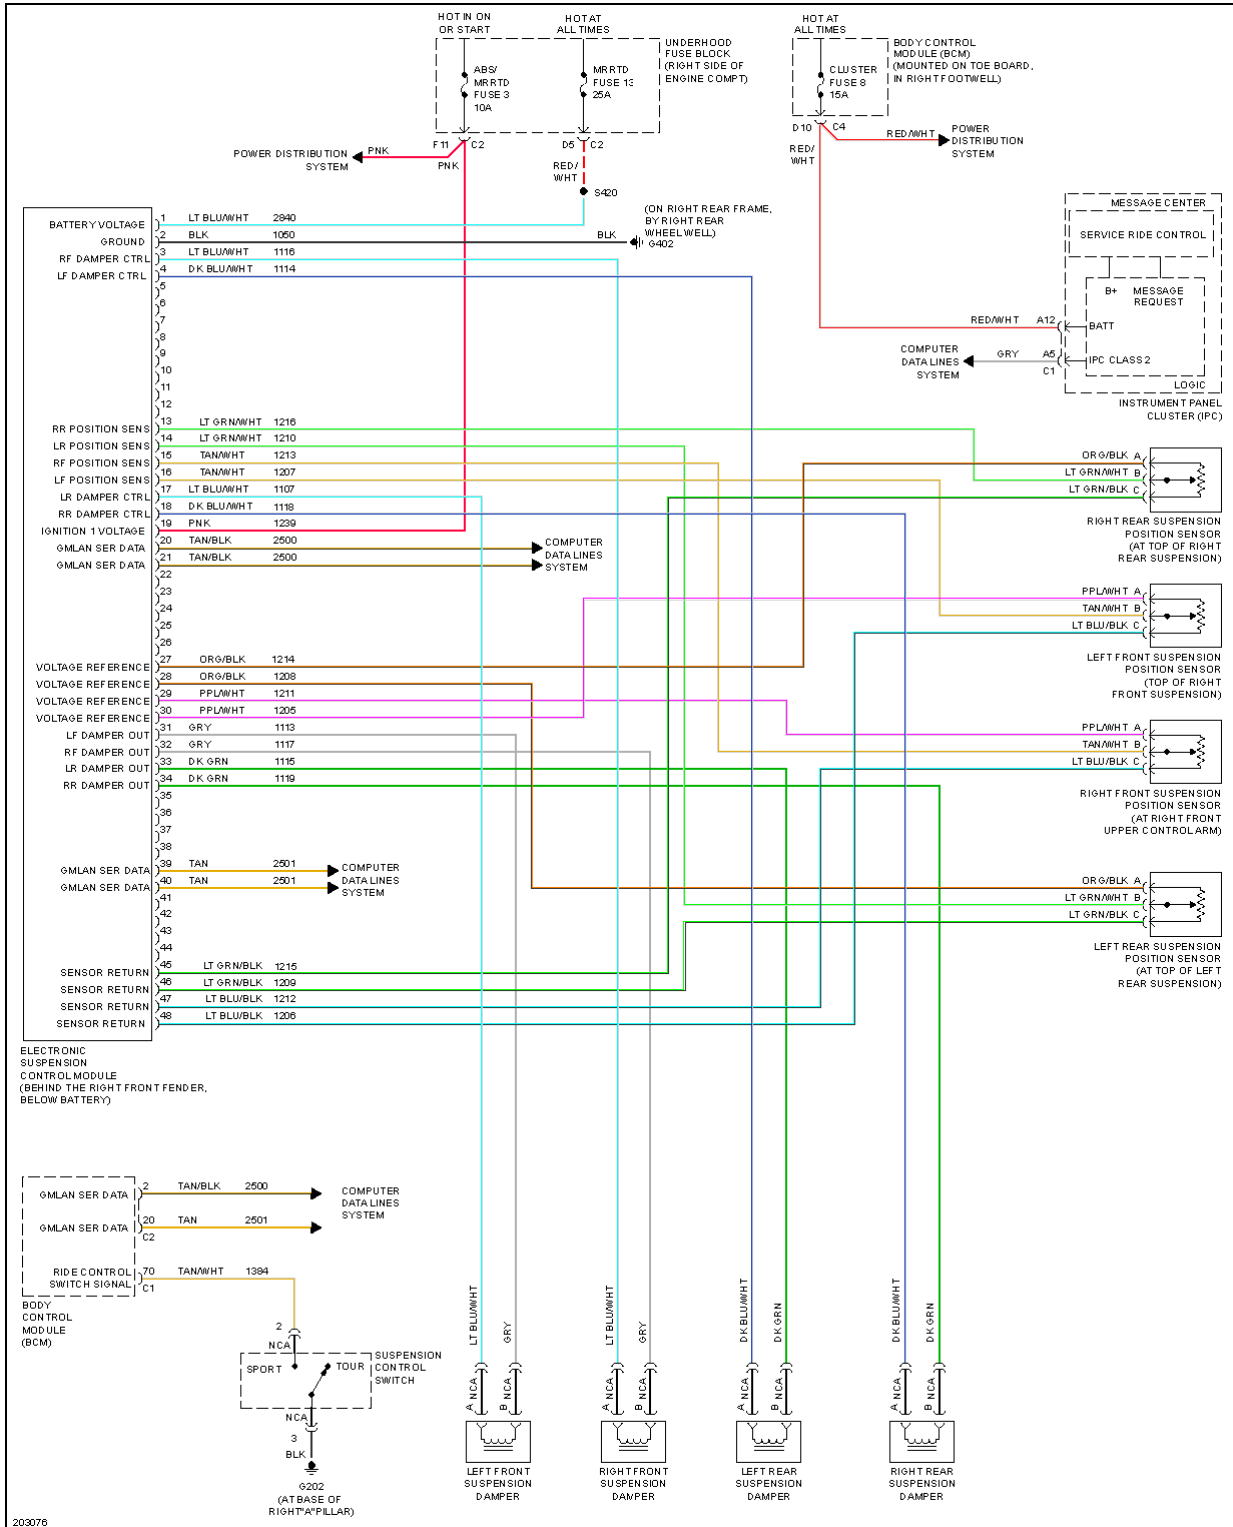 HOT IN ON
OR START
HOT AT
ALL TIMES
HOT AT
ALL TIMES
UNDERHOOD
FUSE BLOCK
(RIGHT SIDE OF
ENGINE COMPT)
BODY CONTROL
MODULE (BCM)
(MOUNTED ON TOE BOARD,
IN RIGHT FOOTWELL)
ABS/
MRRTD
FUSE 3
10A
MRRTD
FUSE 13
25A
CLUSTER
FUSE 8
15A
F11 C2
D5 C2
D10 C4
POWER DISTRIBUTION
SYSTEM
PNK
PNK
RED/
WHT
S420
RED/
WHT
RED/WHT
POWER
DISTRIBUTION
SYSTEM
(ON RIGHT REAR FRAME,
BY RIGHT REAR
WHEEL WELL)
BLK
G402
MESSAGE CENTER
SERVICE RIDE CONTROL
B+
MESSAGE
REQUEST
RED/WHT A12
BATT
COMPUTER
DATA LINES
SYSTEM
GRY A5
C1
IPC CLASS 2
LOGIC
INSTRUMENT PANEL
CLUSTER (IPC)
BATTERY VOLTAGE 1 LT BLU/WHT 2840
GROUND 2 BLK 1050
RF DAMPER CTRL 3 LT BLU/WHT 1116
LF DAMPER CTRL 4 DK BLU/WHT 1114
5
6
7
8
9
10
11
12
RR POSITION SENS 13 LT GRN/WHT 1216
LR POSITION SENS 14 LT GRN/WHT 1210
RF POSITION SENS 15 TAN/WHT 1213
LF POSITION SENS 16 TAN/WHT 1207
LR DAMPER CTRL 17 LT BLU/WHT 1107
RR DAMPER CTRL 18 DK BLU/WHT 1118
IGNITION 1 VOLTAGE 19 PNK 1239
GMLAN SER DATA 20 TAN/BLK 2500
GMLAN SER DATA 21 TAN/BLK 2500
COMPUTER
DATA LINES
SYSTEM
22
23
24
25
26
VOLTAGE REFERENCE 27 ORG/BLK 1214
VOLTAGE REFERENCE 28 ORG/BLK 1208
VOLTAGE REFERENCE 29 PPL/WHT 1211
VOLTAGE REFERENCE 30 PPL/WHT 1205
LF DAMPER OUT 31 GRY 1113
RF DAMPER OUT 32 GRY 1117
LR DAMPER OUT 33 DK GRN 1115
RR DAMPER OUT 34 DK GRN 1119
35
36
37
38
GMLAN SER DATA 39 TAN 2501
GMLAN SER DATA 40 TAN 2501
COMPUTER
DATA LINES
SYSTEM
41
42
43
44
SENSOR RETURN 45 LT GRN/BLK 1215
SENSOR RETURN 46 LT GRN/BLK 1209
SENSOR RETURN 47 LT BLU/BLK 1212
SENSOR RETURN 48 LT BLU/BLK 1206
ELECTRONIC
SUSPENSION
CONTROL MODULE
(BEHIND THE RIGHT FRONT FENDER,
BELOW BATTERY)
ORG/BLK A
LT GRN/WHT B
LT GRN/BLK C
RIGHT REAR SUSPENSION
POSITION SENSOR
(AT TOP OF RIGHT
REAR SUSPENSION)
PPL/WHT A
TAN/WHT B
LT BLU/BLK C
LEFT FRONT SUSPENSION
POSITION SENSOR
(TOP OF RIGHT
FRONT SUSPENSION)
PPL/WHT A
TAN/WHT B
LT BLU/BLK C
RIGHT FRONT SUSPENSION
POSITION SENSOR
(AT RIGHT FRONT
UPPER CONTROL ARM)
ORG/BLK A
LT GRN/WHT B
LT GRN/BLK C
LEFT REAR SUSPENSION
POSITION SENSOR
(AT TOP OF LEFT
REAR SUSPENSION)
GMLAN SER DATA 2 TAN/BLK 2500
GMLAN SER DATA 20 TAN 2501
C2
COMPUTER
DATA LINES
SYSTEM
RIDE CONTROL
SWITCH SIGNAL
70 TAN/WHT 1384
C1
BODY
CONTROL
MODULE
(BCM)
2
NCA
SPORT
TOUR
SUSPENSION
CONTROL
SWITCH
NCA
3
BLK
G202
(AT BASE OF
RIGHT "A" PILLAR)
LT BLU/WHT
GRY
LT BLU/WHT
GRY
DK BLU/WHT
DK GRN
DK BLU/WHT
DK GRN
A NCA
B NCA
A NCA
B NCA
A NCA
B NCA
A NCA
B NCA
LEFT FRONT
SUSPENSION
DAMPER
RIGHT FRONT
SUSPENSION
DAMPER
LEFT REAR
SUSPENSION
DAMPER
RIGHT REAR
SUSPENSION
DAMPER
203076